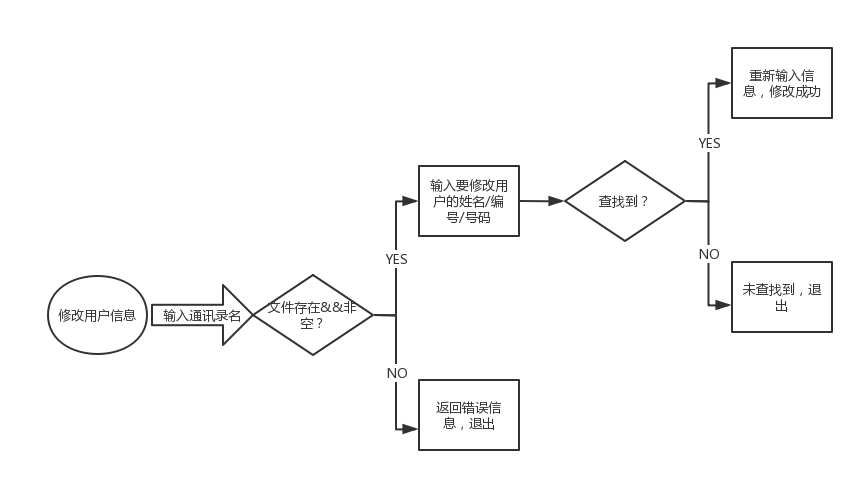 修改用户信息
输入通讯录名
文件存在&&非
空？
YES
输入要修改用
户的姓名/编
号/号码
查找到？
YES
重新输入信
息，修改成功
NO
未查找到，退
出
NO
返回错误信
息，退出